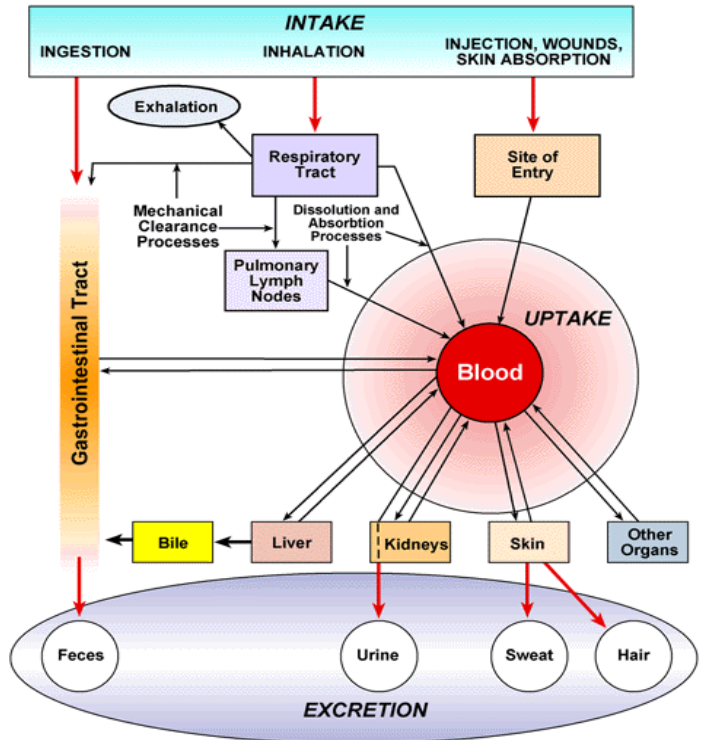 INTAKE
INGESTION
INHALATION
INJECTION, WOUNDS,
SKIN ABSORPTION
Exhalation
Respiratory
Tract
Site of
Entry
Mechanical
Clearance
Processes
Dissolution and
Absorbtion
Processes
Pulmonary
Lymph
Nodes
UPTAKE
Gastrointestinal Tract
Blood
Bile
Liver
Kidneys
Skin
Other
Organs
Feces
Urine
Sweat
Hair
EXCRETION